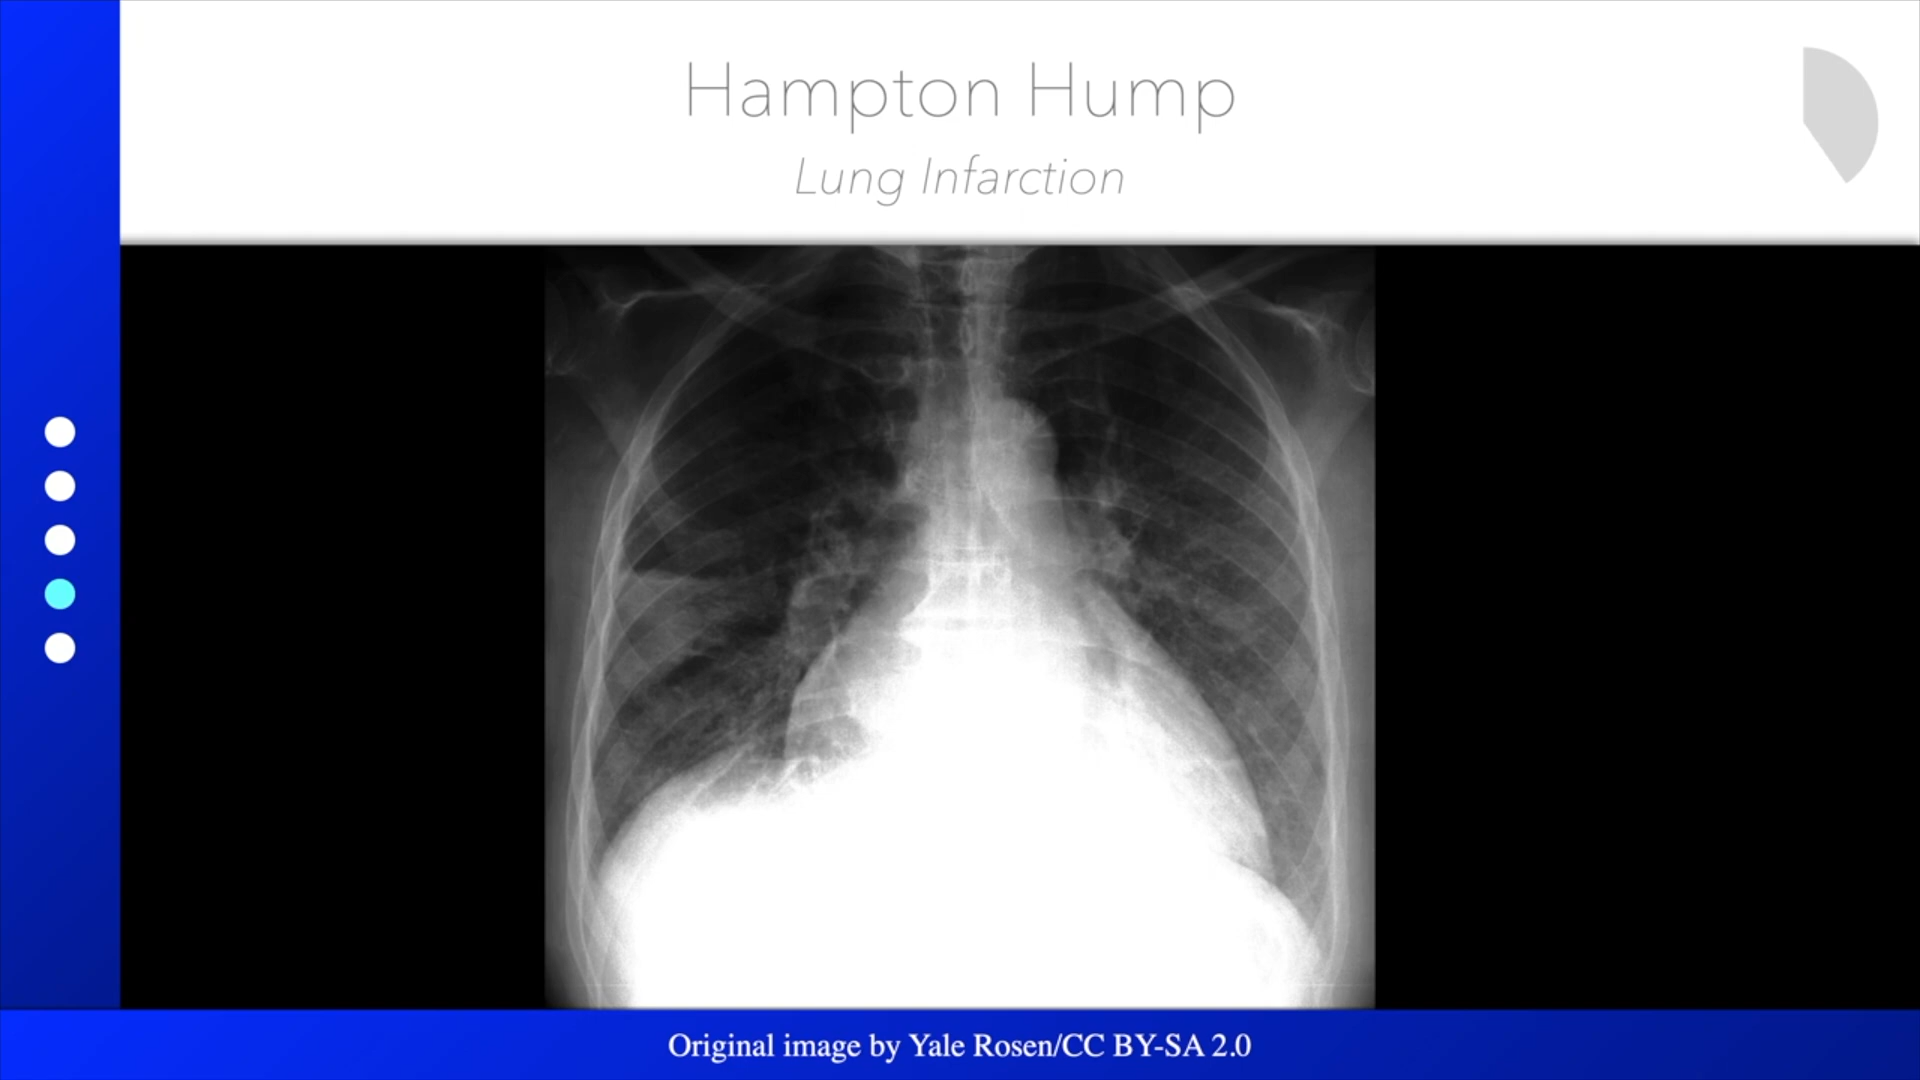 Hampton Hump
Lung Infarction
Original image by Yale Rosen/CC BY-SA 2.0